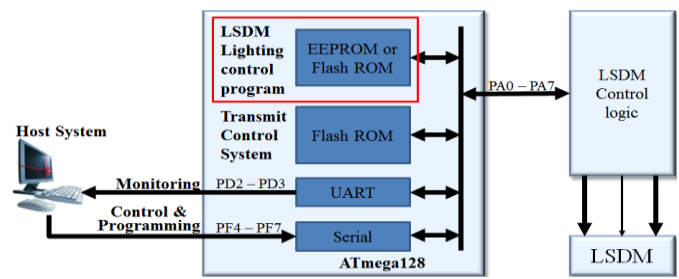 LSDM
Lighting
control
program
EEPROM or
Flash ROM
PA0 – PA7
LSDM
Control
logic
Transmit
Control
System
Flash ROM
Host System
Monitoring
PD2 – PD3
UART
Control &
Programming
PF4 – PF7
Serial
ATmega128
LSDM